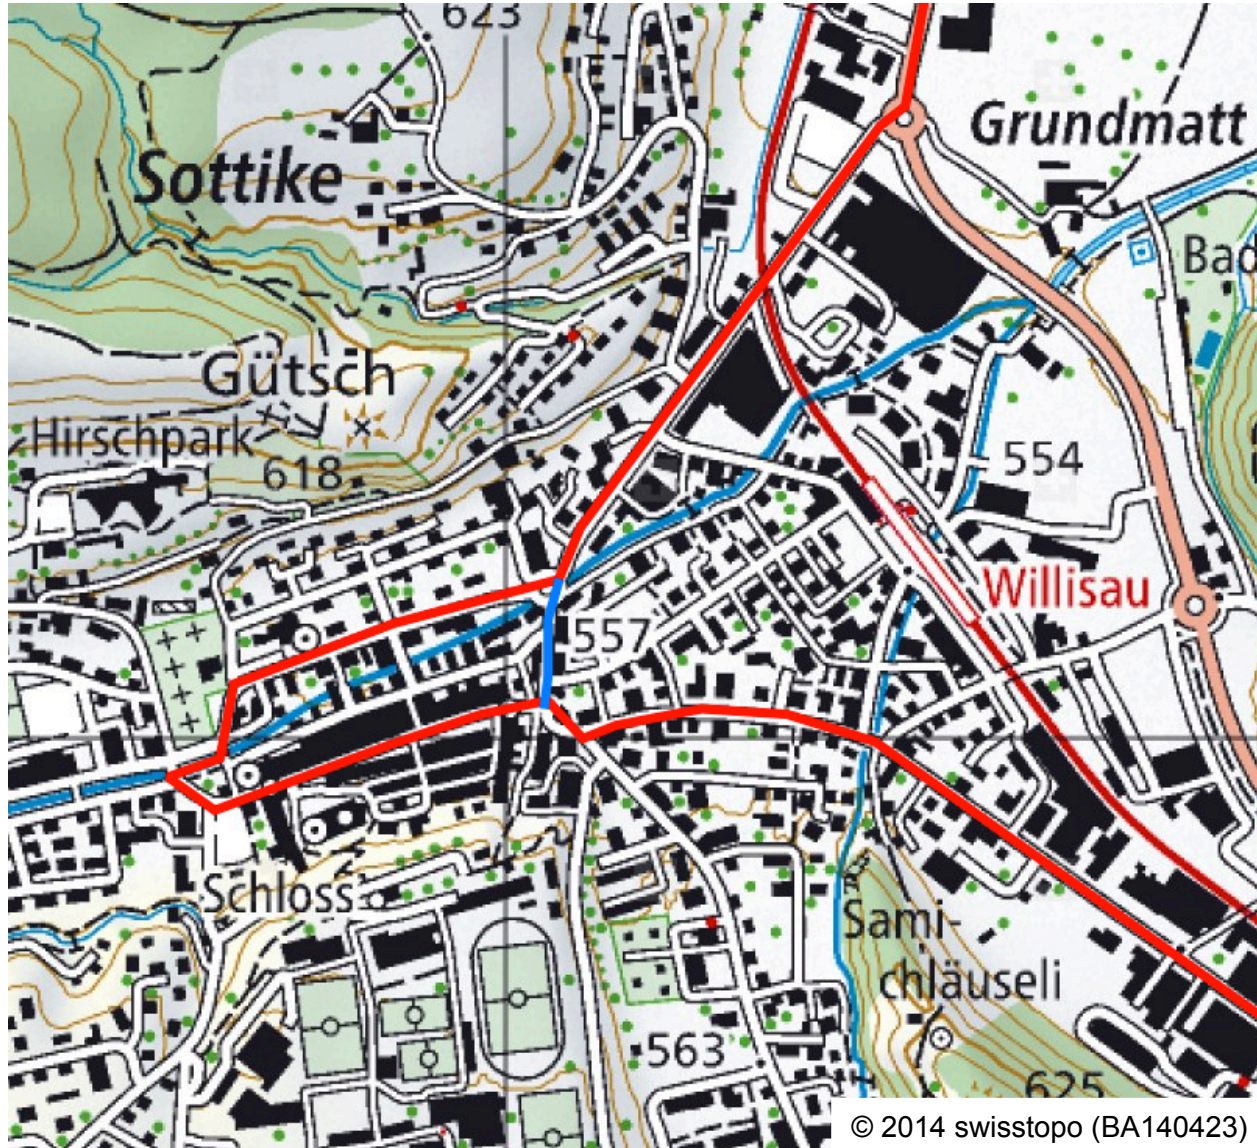 623
Grundmatt
Sottike
Bad
Gütsch
Hirschpark
618
554
Willisau
557
Schloss
Sami-
chläuseli
563
625
© 2014 swisstopo (BA140423)